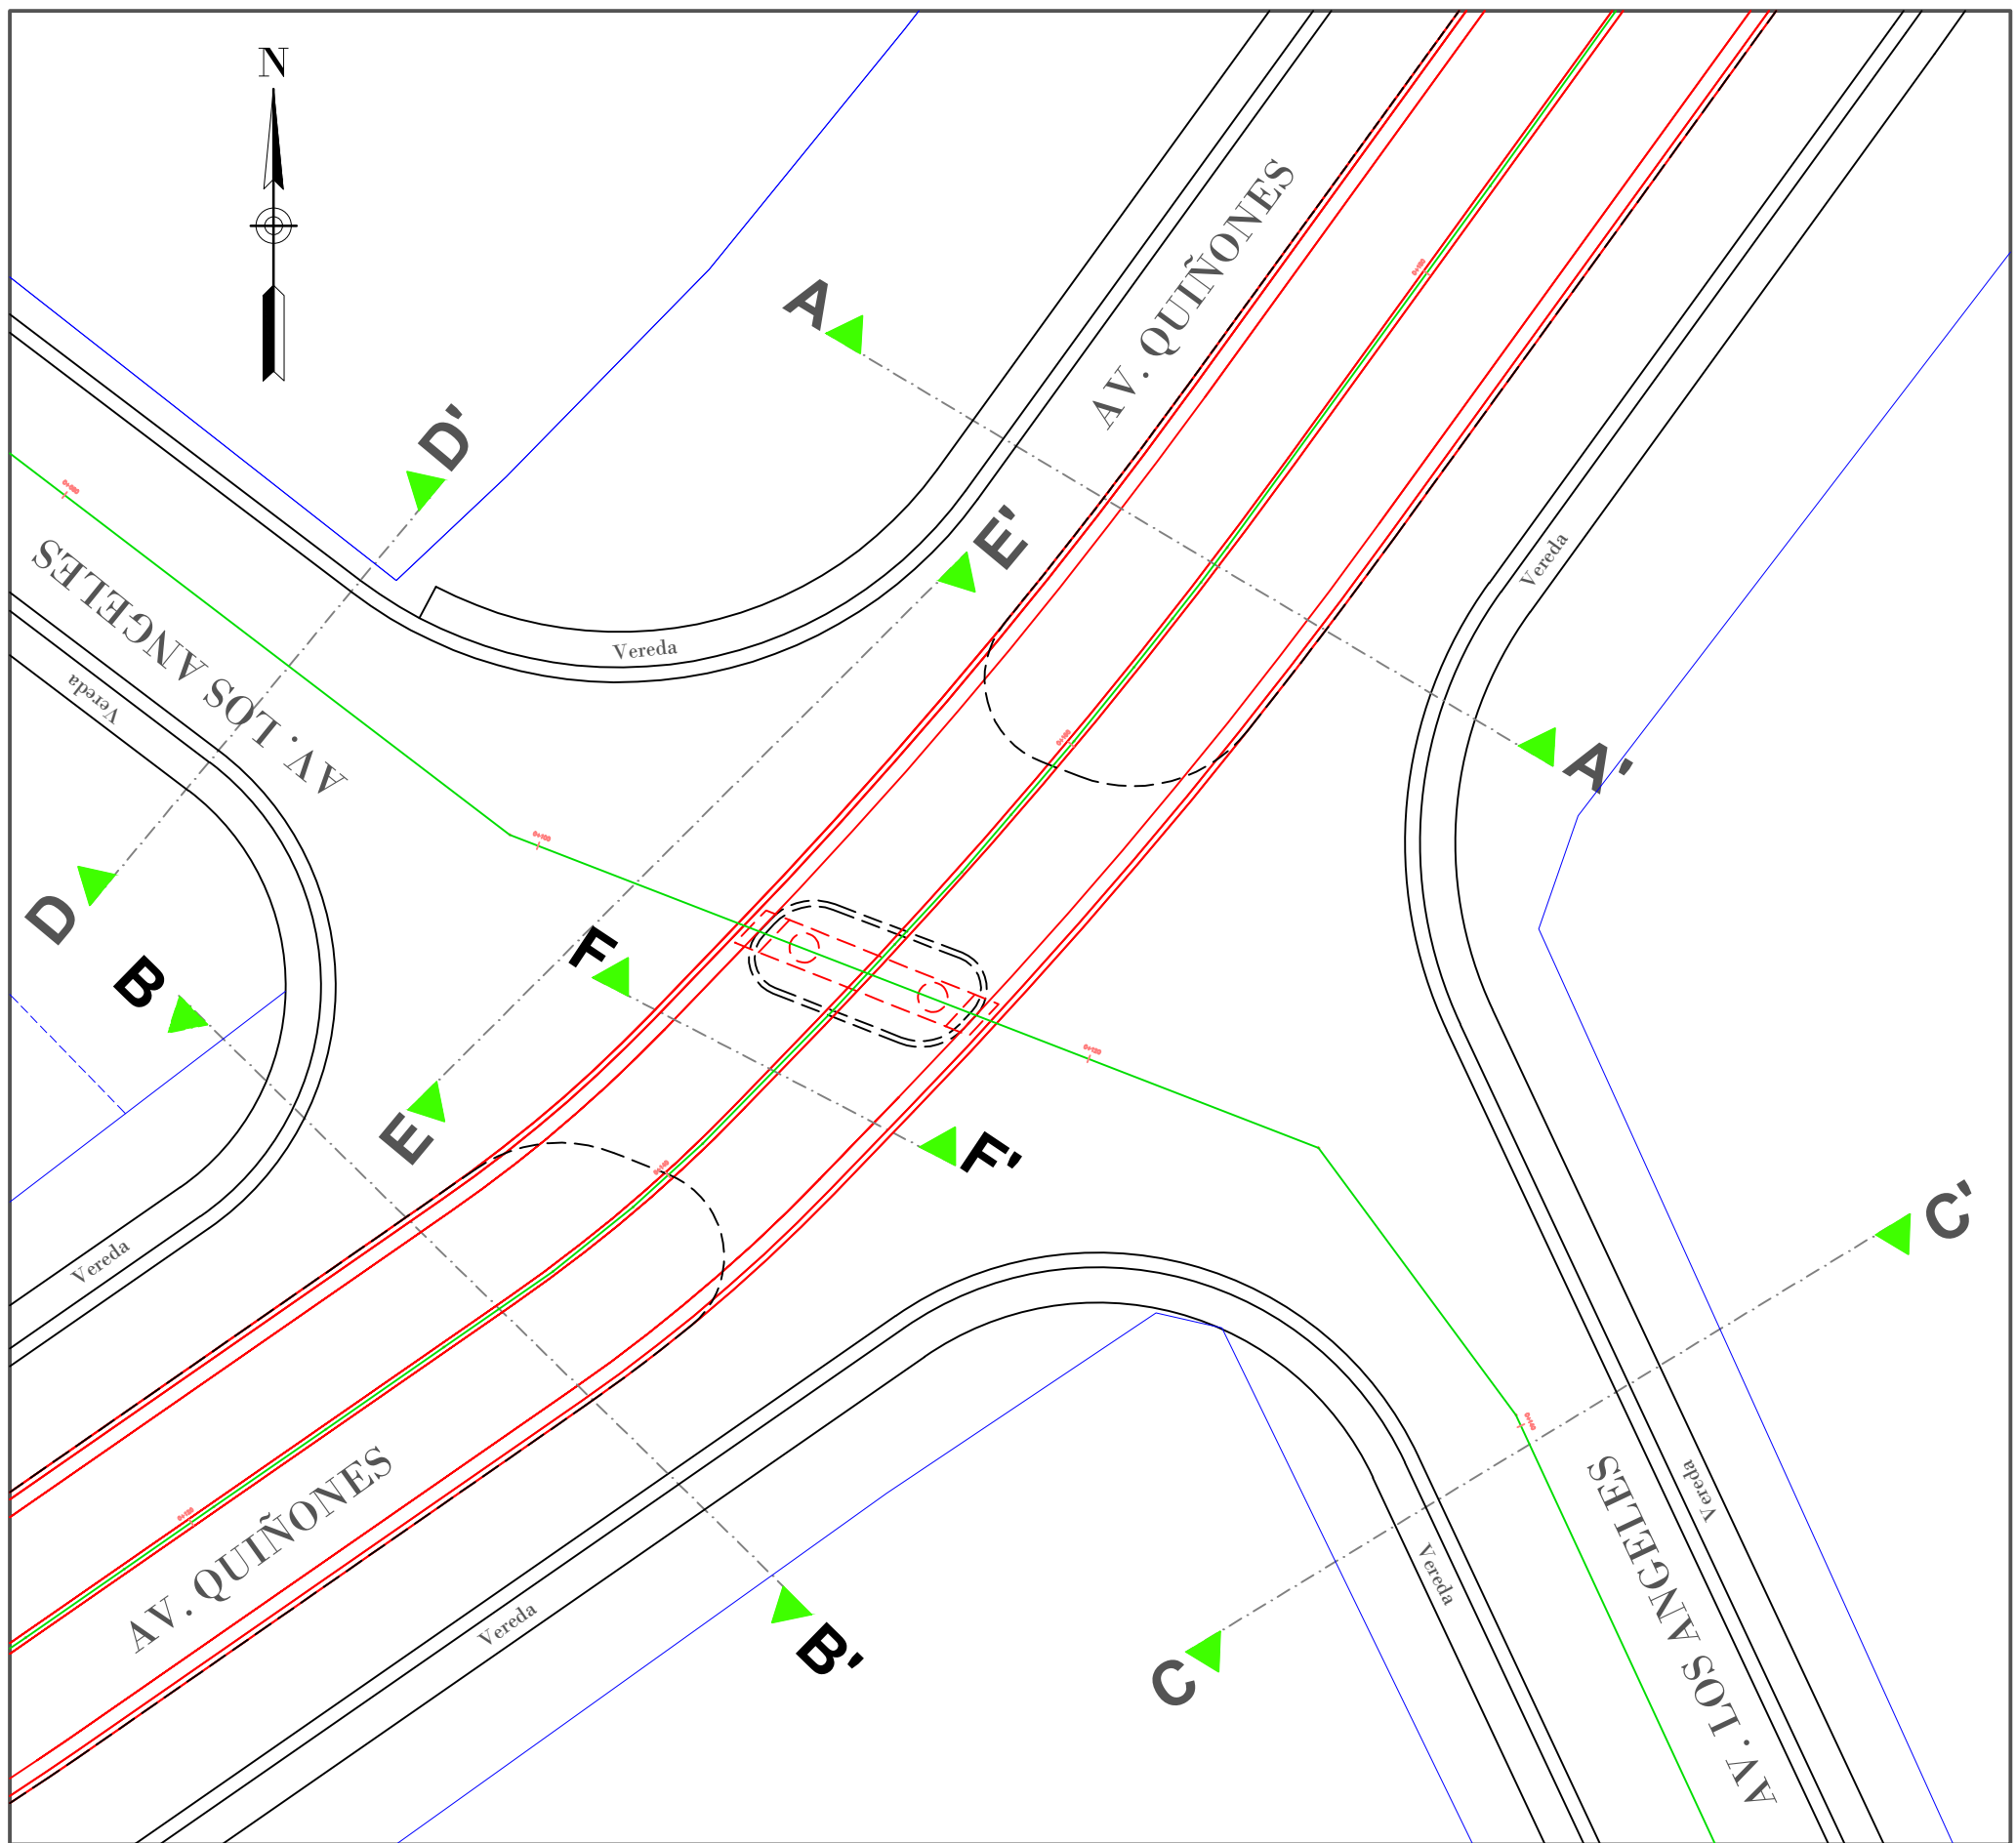 N
AV. QUIÑONES
A
D'
E'
Vereda
AV. LOS ANGELES
Vereda
Vereda
A'
D
B
F
E
F'
C'
Vereda
AV. QUIÑONES
Vereda
B'
C
Vereda
Vereda
AV. LOS ANGELES